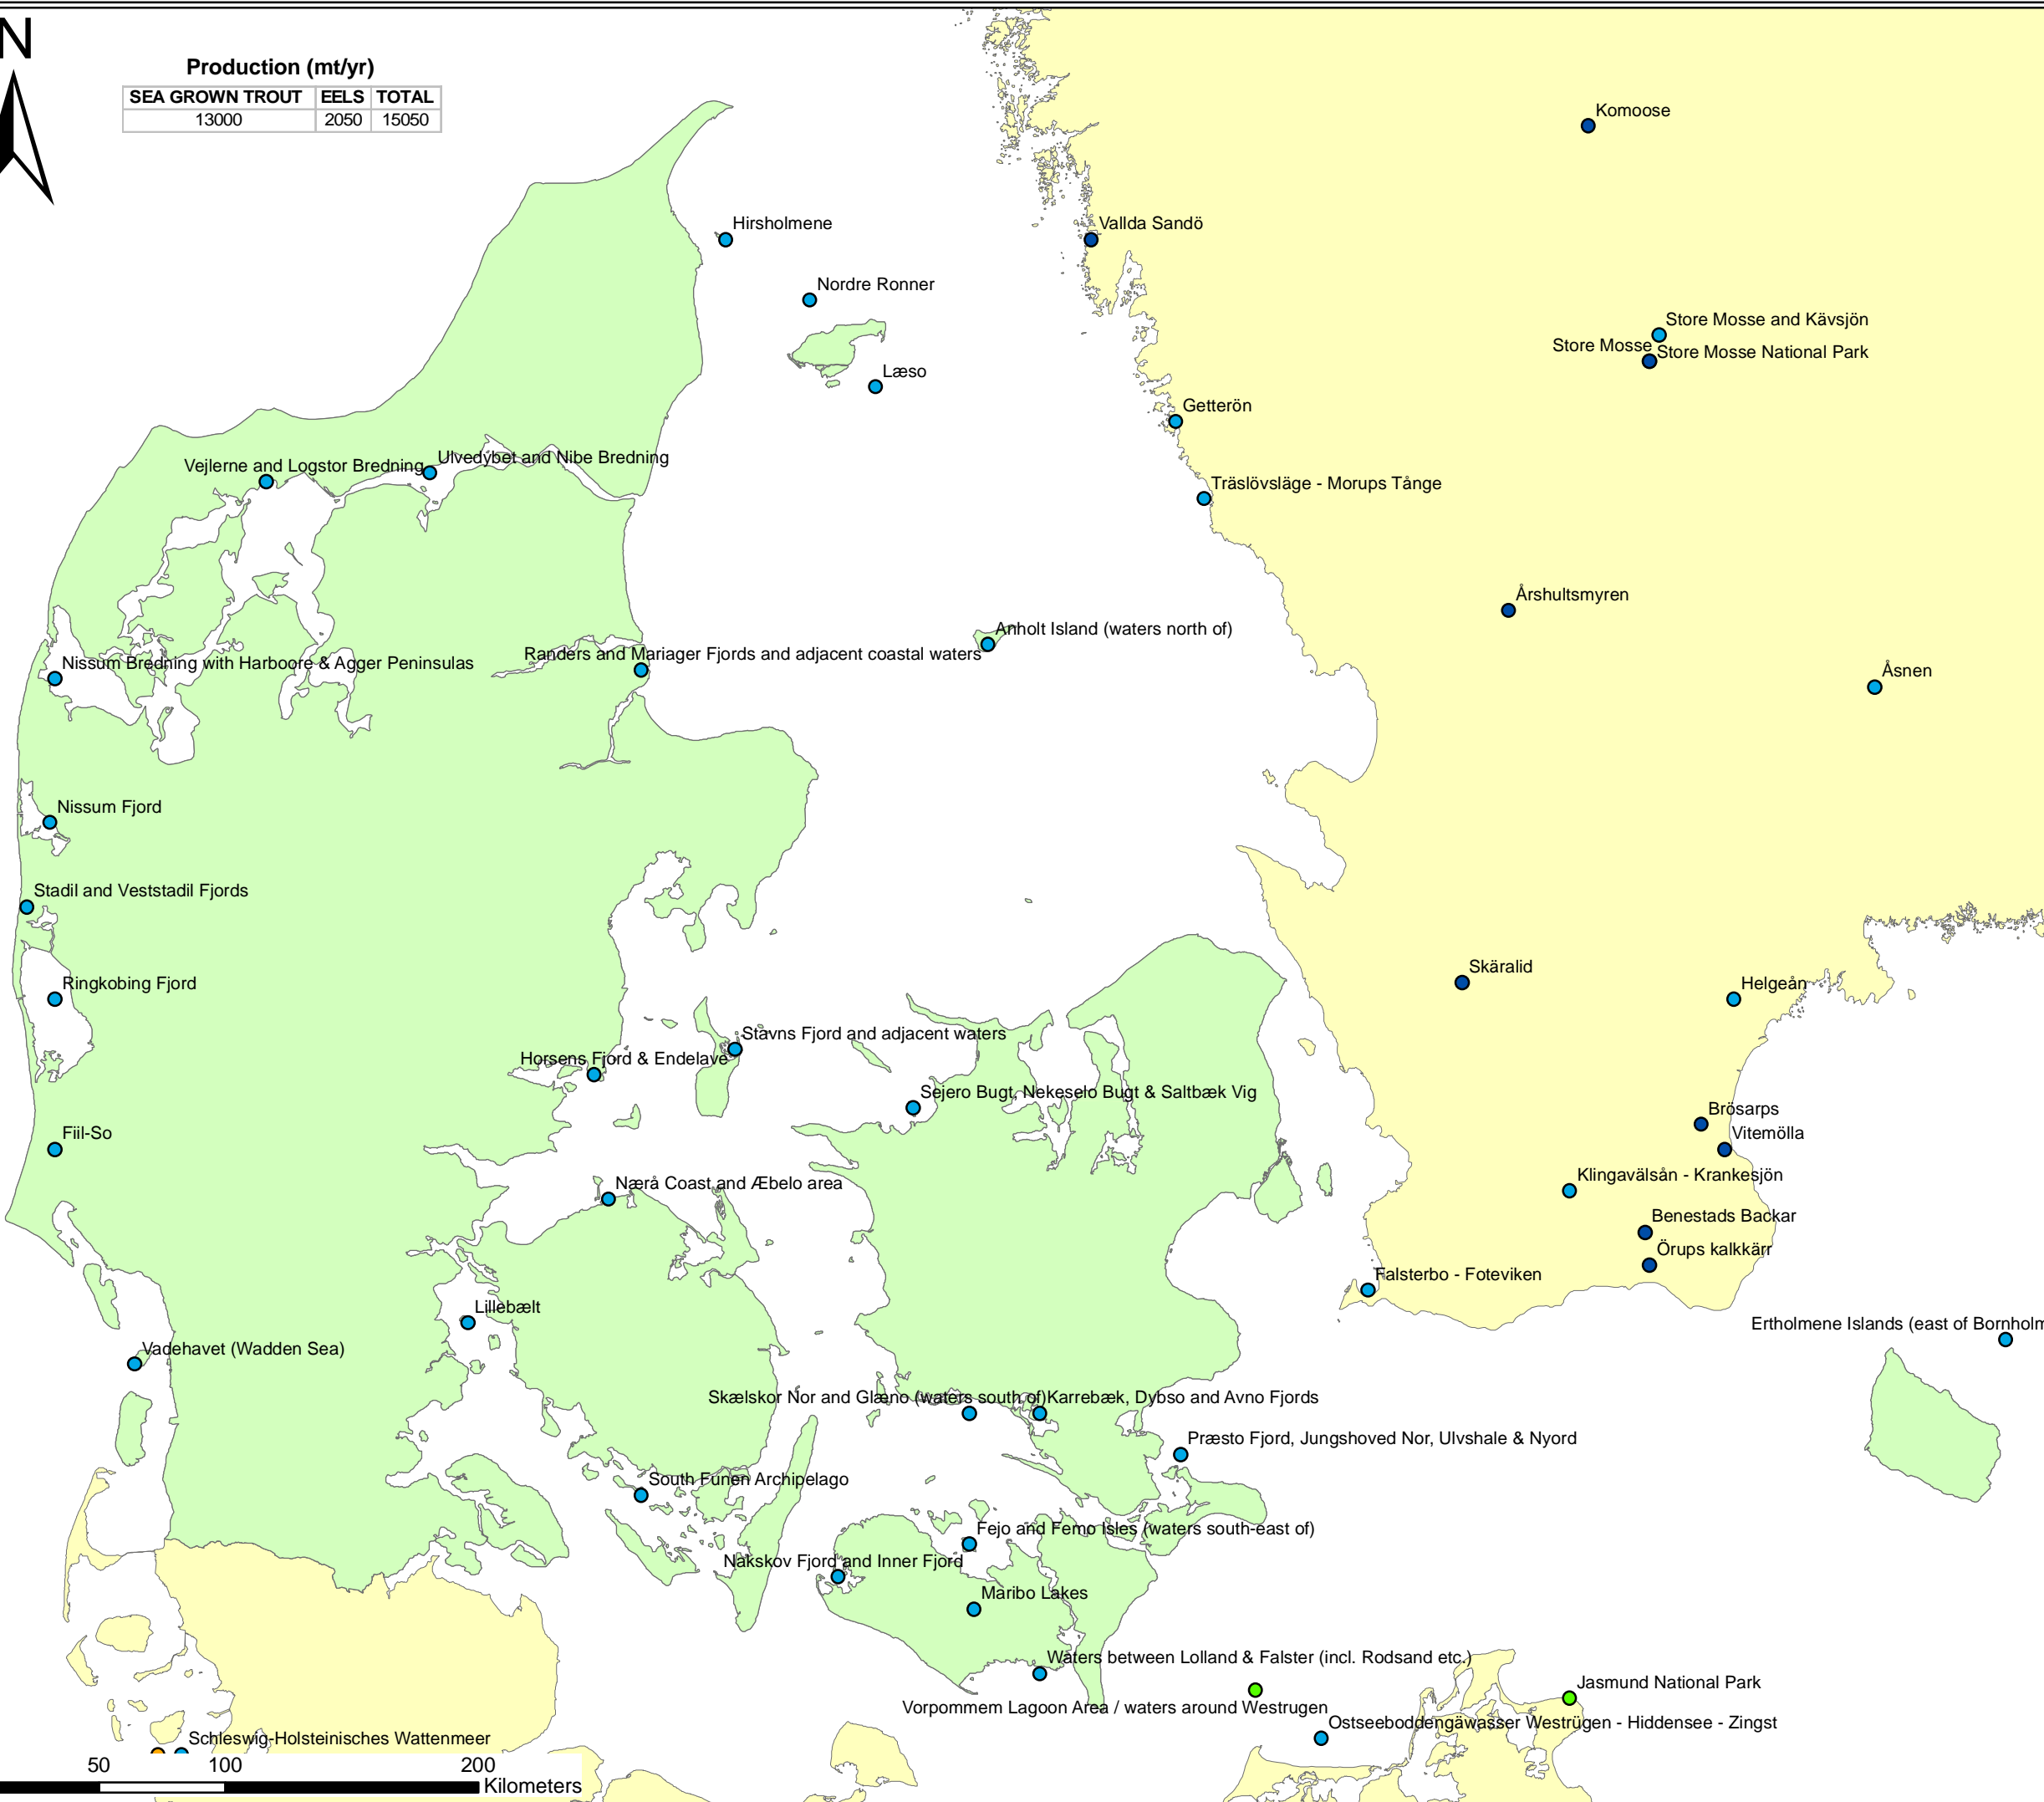 N
Production (mt/yr)
SEA GROWN TROUT EELS TOTAL
13000 2050 15050
Komoose
Hirsholmene
Vallda Sandö
Nordre Ronner
Store Mosse and Kävsjön
Store Mosse
Store Mosse National Park
Læso
Getterön
Vejlerne and Logstor Bredning
Ulvedybet and Nibe Bredning
Träslövsläge - Morups Tånge
Årshultsmyren
Anholt Island (waters north of)
Randers and Mariager Fjords and adjacent coastal waters
Nissum Bredning with Harboore & Agger Peninsulas
Åsnen
Nissum Fjord
Stadil and Veststadil Fjords
Skäralid
Ringkobing Fjord
Helgeån
Stavns Fjord and adjacent waters
Horsens Fjord & Endelave
Sejero Bugt, Nekeselo Bugt & Saltbæk Vig
Brösarps
Fiil-So
Vitemölla
Klingavälsån - Krankesjön
Nærå Coast and Æbelo area
Benestads Backar
Örups kalkkärr
Falsterbo - Foteviken
Lillebælt
Ertholmene Islands (east of Bornholm
Vadehavet (Wadden Sea)
Skælskor Nor and Glæno (waters south of)
Karrebæk, Dybso and Avno Fjords
Præsto Fjord, Jungshoved Nor, Ulvshale & Nyord
South Funen Archipelago
Fejo and Femo Isles (waters south-east of)
Nakskov Fjord and Inner Fjord
Maribo Lakes
Waters between Lolland & Falster (incl. Rodsand etc.)
Jasmund National Park
Vorpommem Lagoon Area / waters around Westrugen
Ostseeboddengäwasser Westrügen - Hiddensee - Zingst
Schleswig-Holsteinisches Wattenmeer
50 100 200
Kilometers